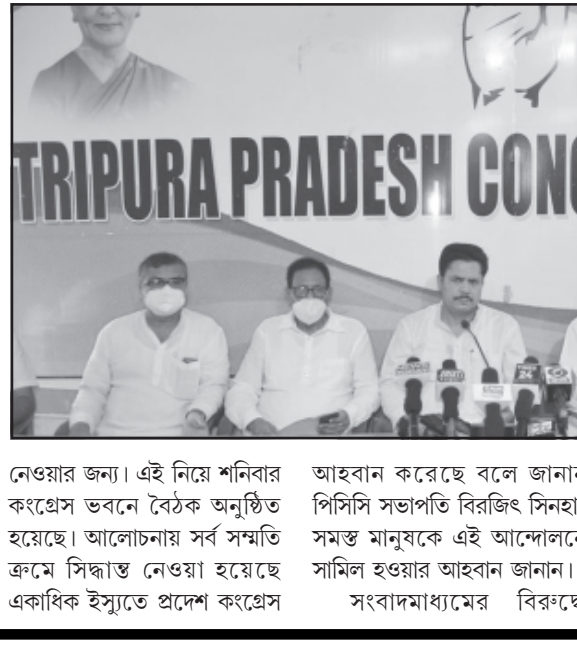 TRIPURA PRADESH CONG
24
নেওয়ার জন্য। এই নিয়ে শনিবার
কংগ্রেস ভবনে বৈঠক অনুষ্ঠিত
হয়েছে। আলোচনায় সর্ব সম্মতি
ক্রমে সিদ্ধান্ত নেওয়া হয়েছে
একাধিক ইস্যুতে প্রদেশ কংগ্রেস
আহবান করেছে বলে জানান
পিসিসি সভাপতি বিরজিৎ সিনহা
সমস্ত মানুষকে এই আন্দোলনে
সামিল হওয়ার আহবান জানান।
সংবাদমাধ্যমের বিরুদ্ধে